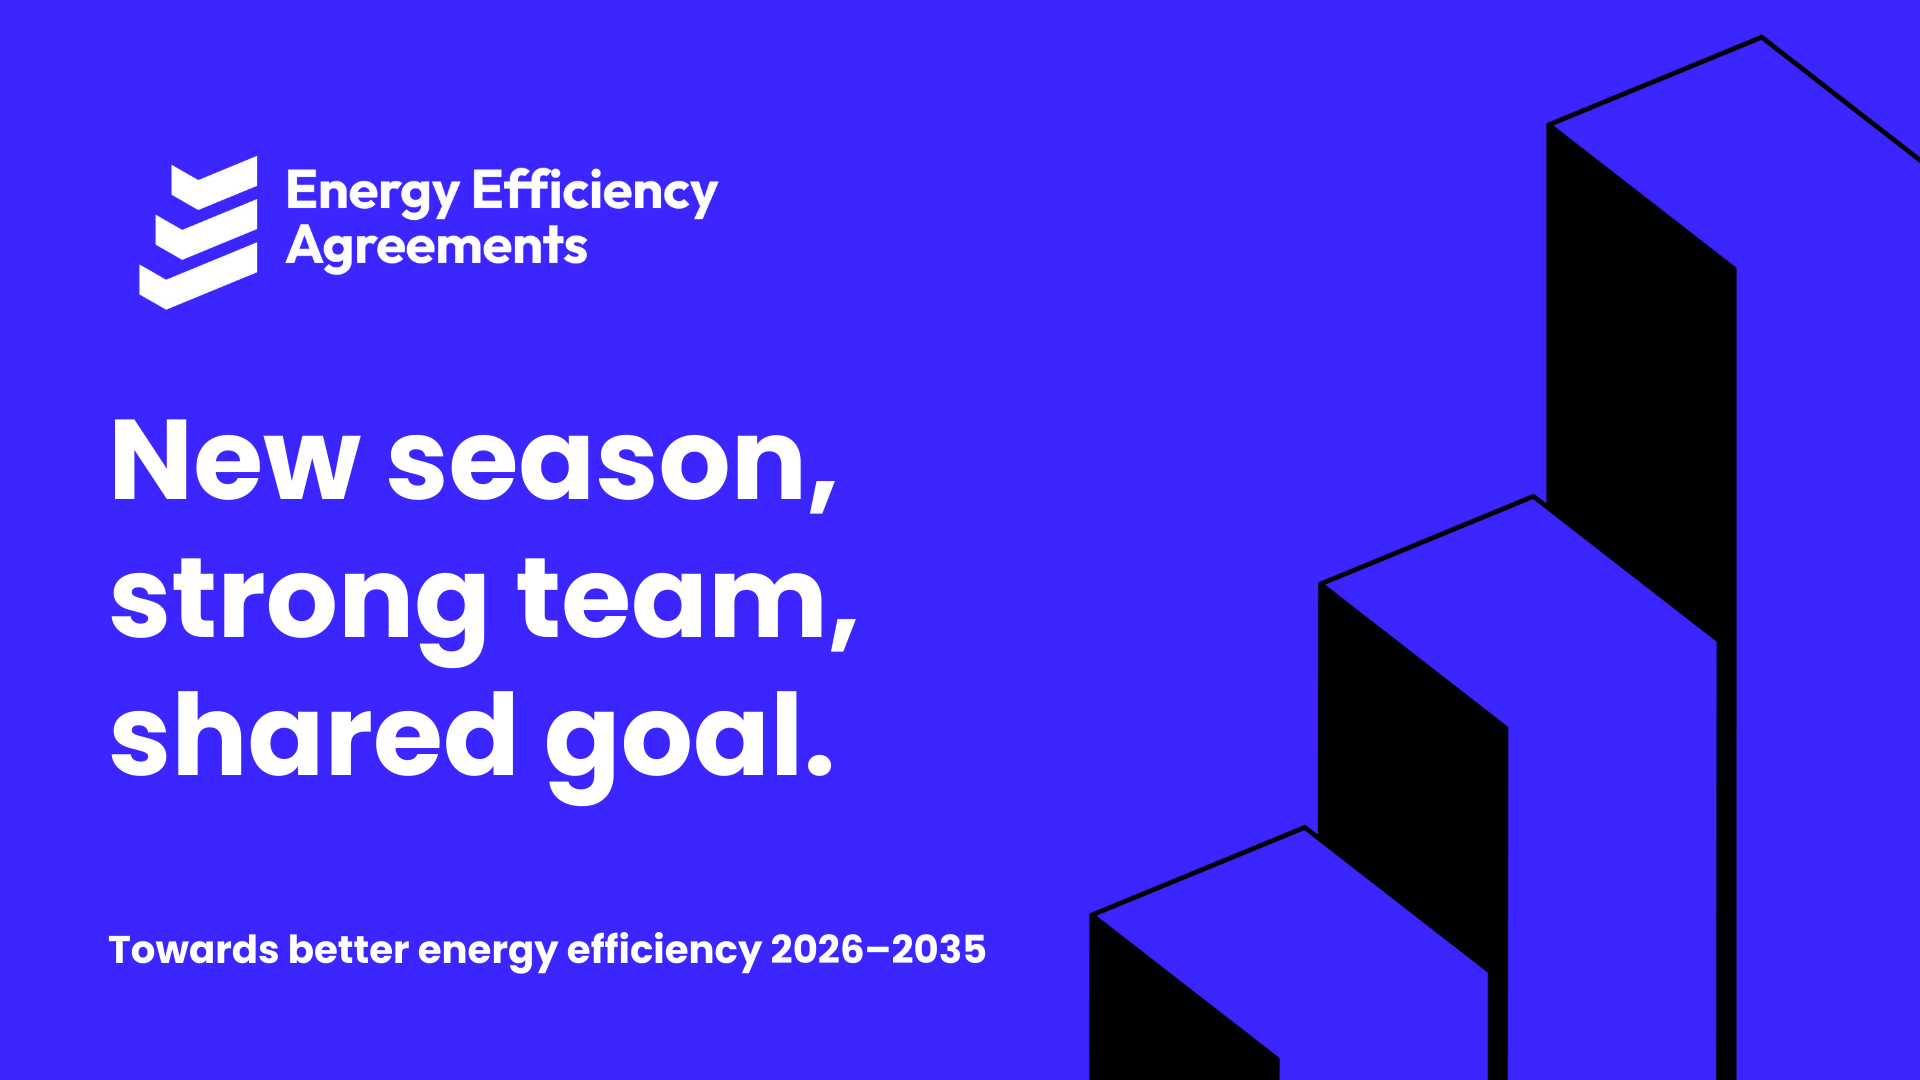 Energy Efficiency
Agreements
New season,
strong team,
shared goal.
Towards better energy efficiency 2026–2035